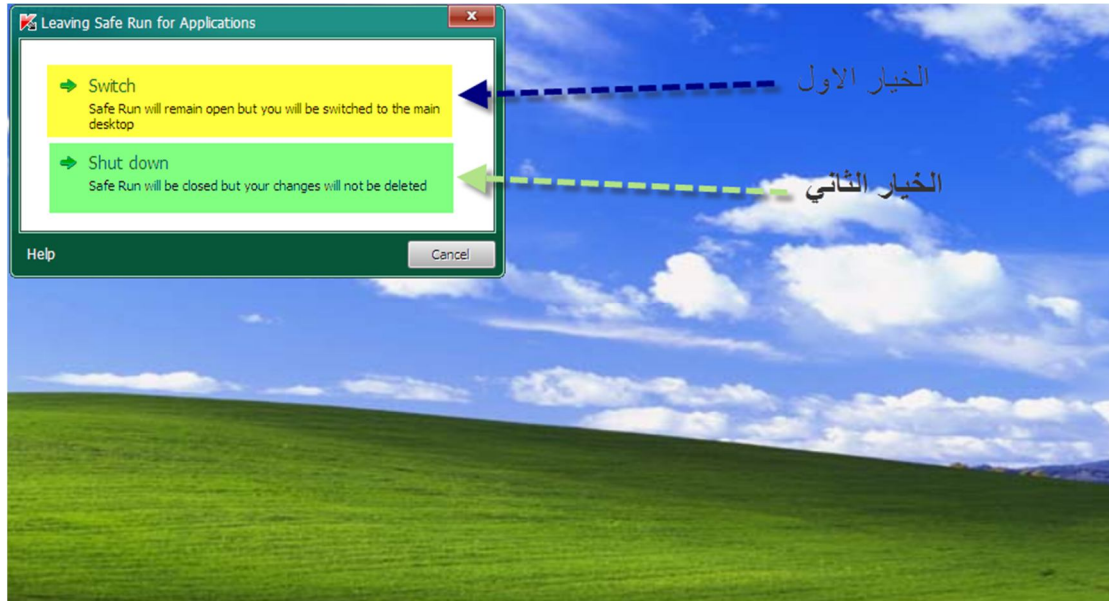 Leaving Safe Run for Applications
Switch
Safe Run will remain open but you will be switched to the main
desktop
الخيار الاول
Shut down
Safe Run will be closed but your changes will not be deleted
الخيار الثاني
Help
Cancel